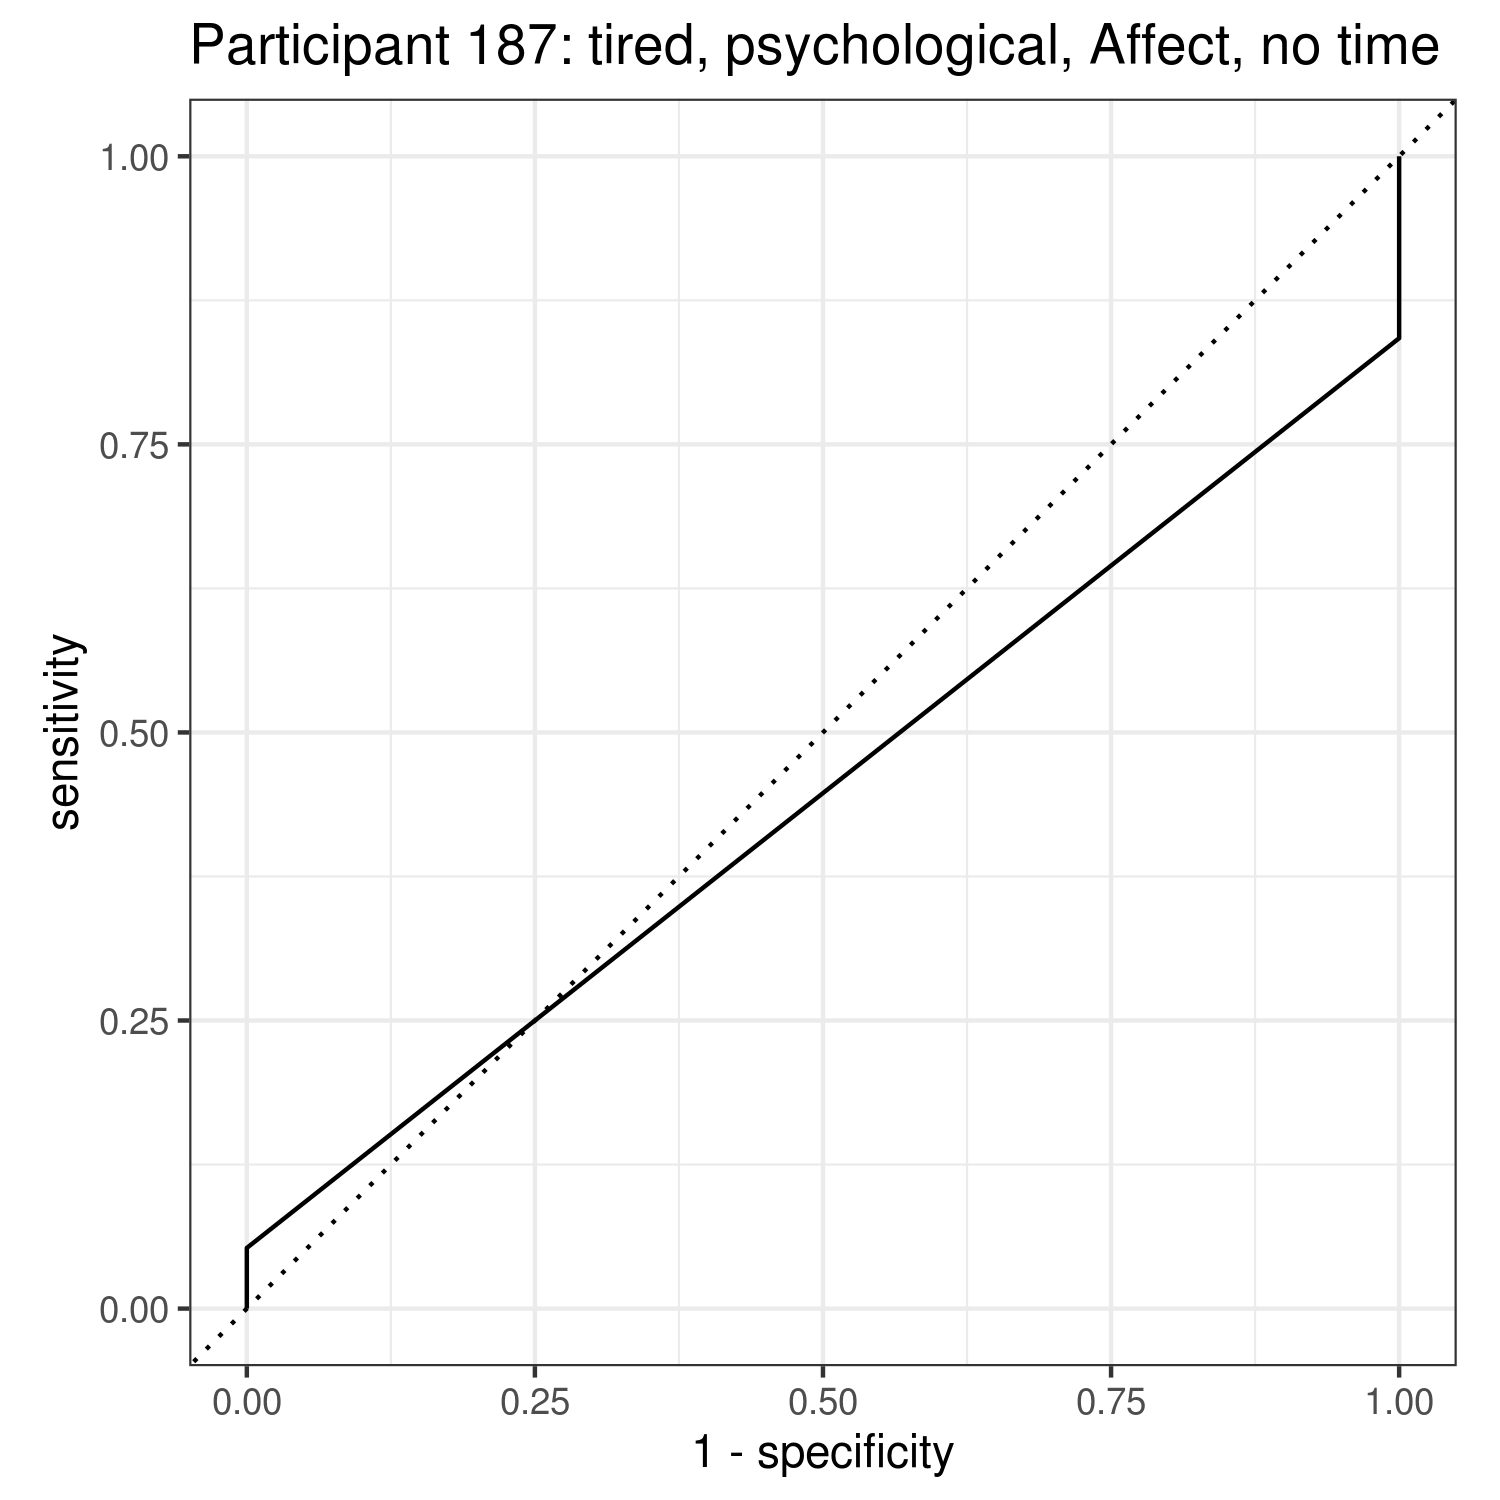 Participant 187: tired, psychological, Affect, no time
1.00
0.75
0.50
0.25
0.00
sensitivity
0.00 0.25 0.50 0.75 1.00
1 - specificity